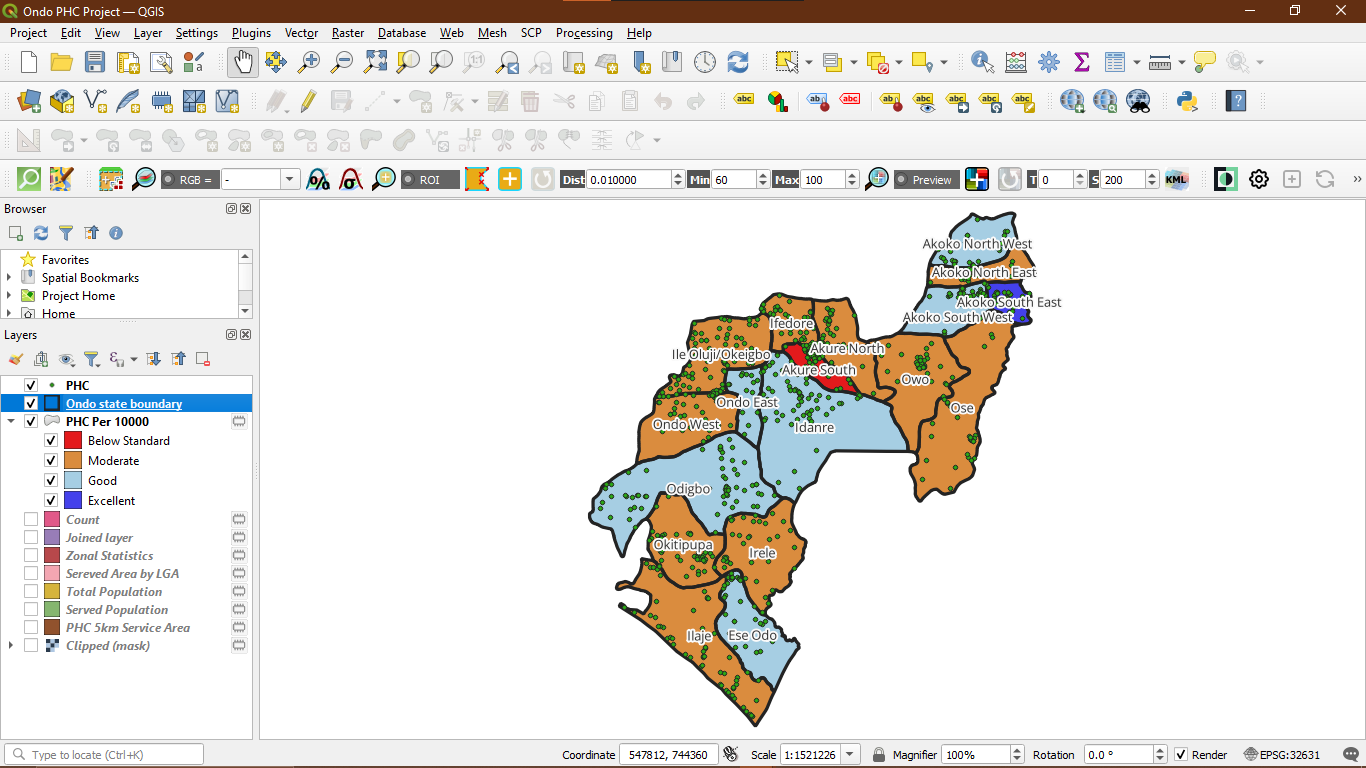 Ondo PHC Project — QGIS
Project Edit View Layer Settings Plugins Vector Raster Database Web Mesh SCP Processing Help
RGB = - ROI Dist 0.010000 Min 60 Max 100 Preview T 0 S 200 KML »
Browser
Favorites
Spatial Bookmarks
Project Home
Home
Layers
PHC
Ondo state boundary
PHC Per 10000
Below Standard
Moderate
Good
Excellent
Count
Joined layer
Zonal Statistics
Sereved Area by LGA
Total Population
Served Population
PHC 5km Service Area
Clipped (mask)
Akoko North West
Akoko North East
Akoko South East
Akoko South West
Ifedore
Akure North
Ile Oluji/Okeigbo
Akure South
Owo
Ondo East
Ose
Ondo West
Idanre
Odigbo
Okitipupa
Irele
Ilaje
Ese Odo
Type to locate (Ctrl+K) Coordinate 547812, 744360 Scale 1:1521226 Magnifier 100% Rotation 0.0 ° Render EPSG:32631